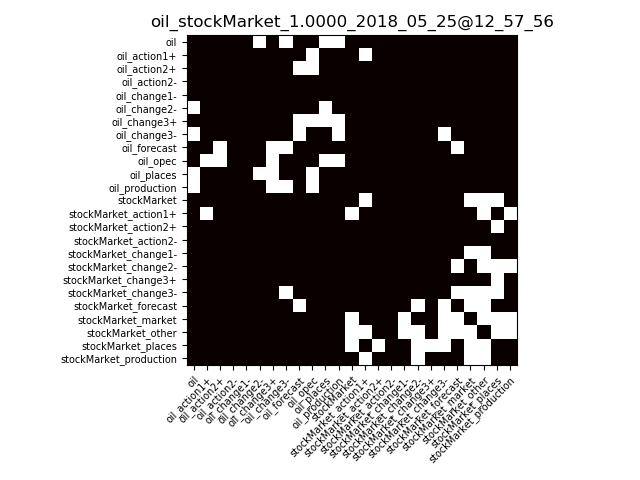 oil_stockMarket_1.0000_2018_05_25@12_57_56
oil
oil_action1+
oil_action2+
oil_action2-
oil_change1-
oil_change2-
oil_change3+
oil_change3-
oil_forecast
oil_opec
oil_places
oil_production
stockMarket
stockMarket_action1+
stockMarket_action2+
stockMarket_action2-
stockMarket_change1-
stockMarket_change2-
stockMarket_change3+
stockMarket_change3-
stockMarket_forecast
stockMarket_market
stockMarket_other
stockMarket_places
stockMarket_production
oil
oil_action1+
oil_action2+
oil_action2-
oil_change1-
oil_change2-
oil_change3+
oil_change3-
oil_forecast
oil_opec
oil_places
oil_production
stockMarket
stockMarket_action1+
stockMarket_action2+
stockMarket_action2-
stockMarket_change1-
stockMarket_change2-
stockMarket_change3+
stockMarket_change3-
stockMarket_forecast
stockMarket_market
stockMarket_other
stockMarket_places
stockMarket_production